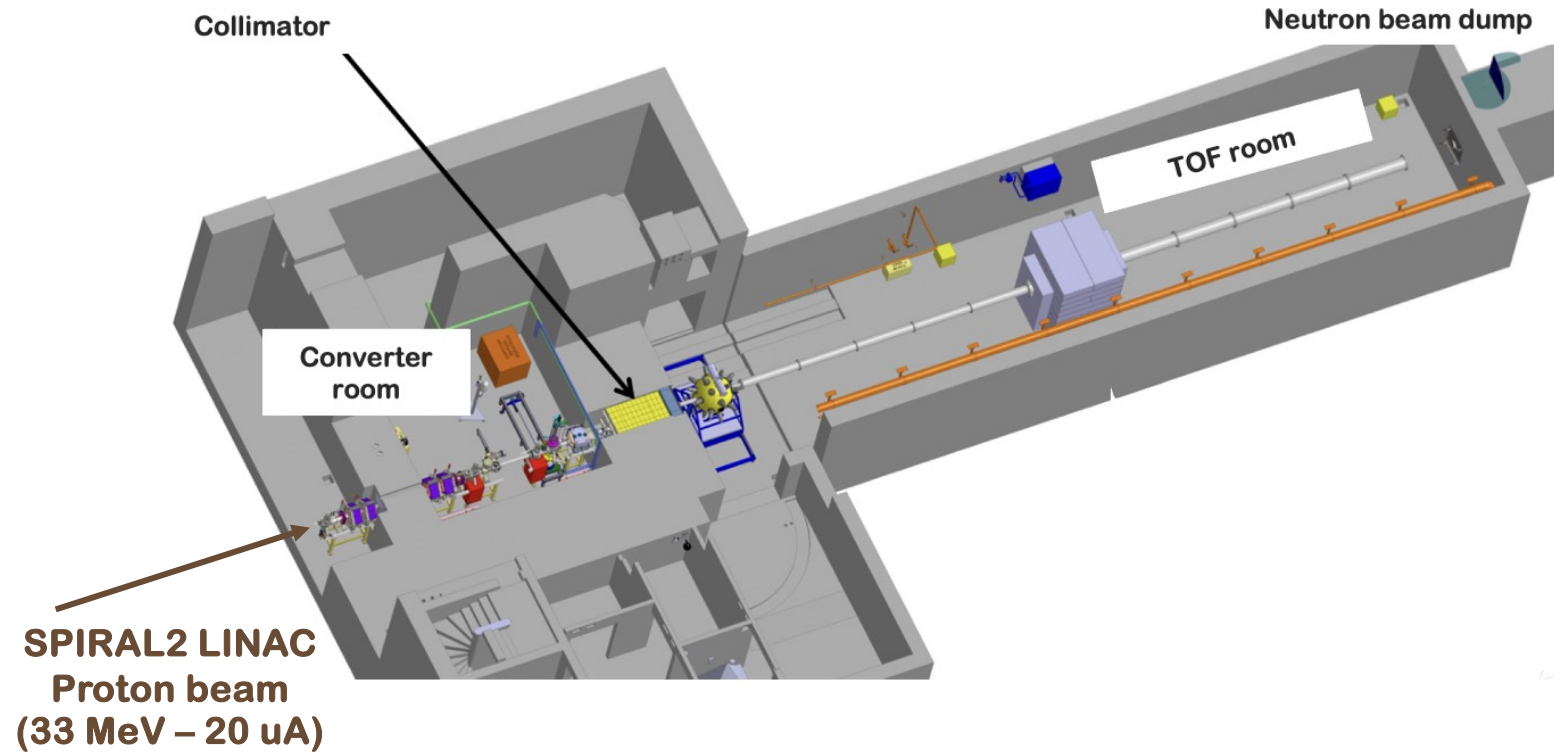 Collimator
Neutron beam dump
TOF room
Converter
room
SPIRAL2 LINAC
Proton beam
(33 MeV – 20 uA)